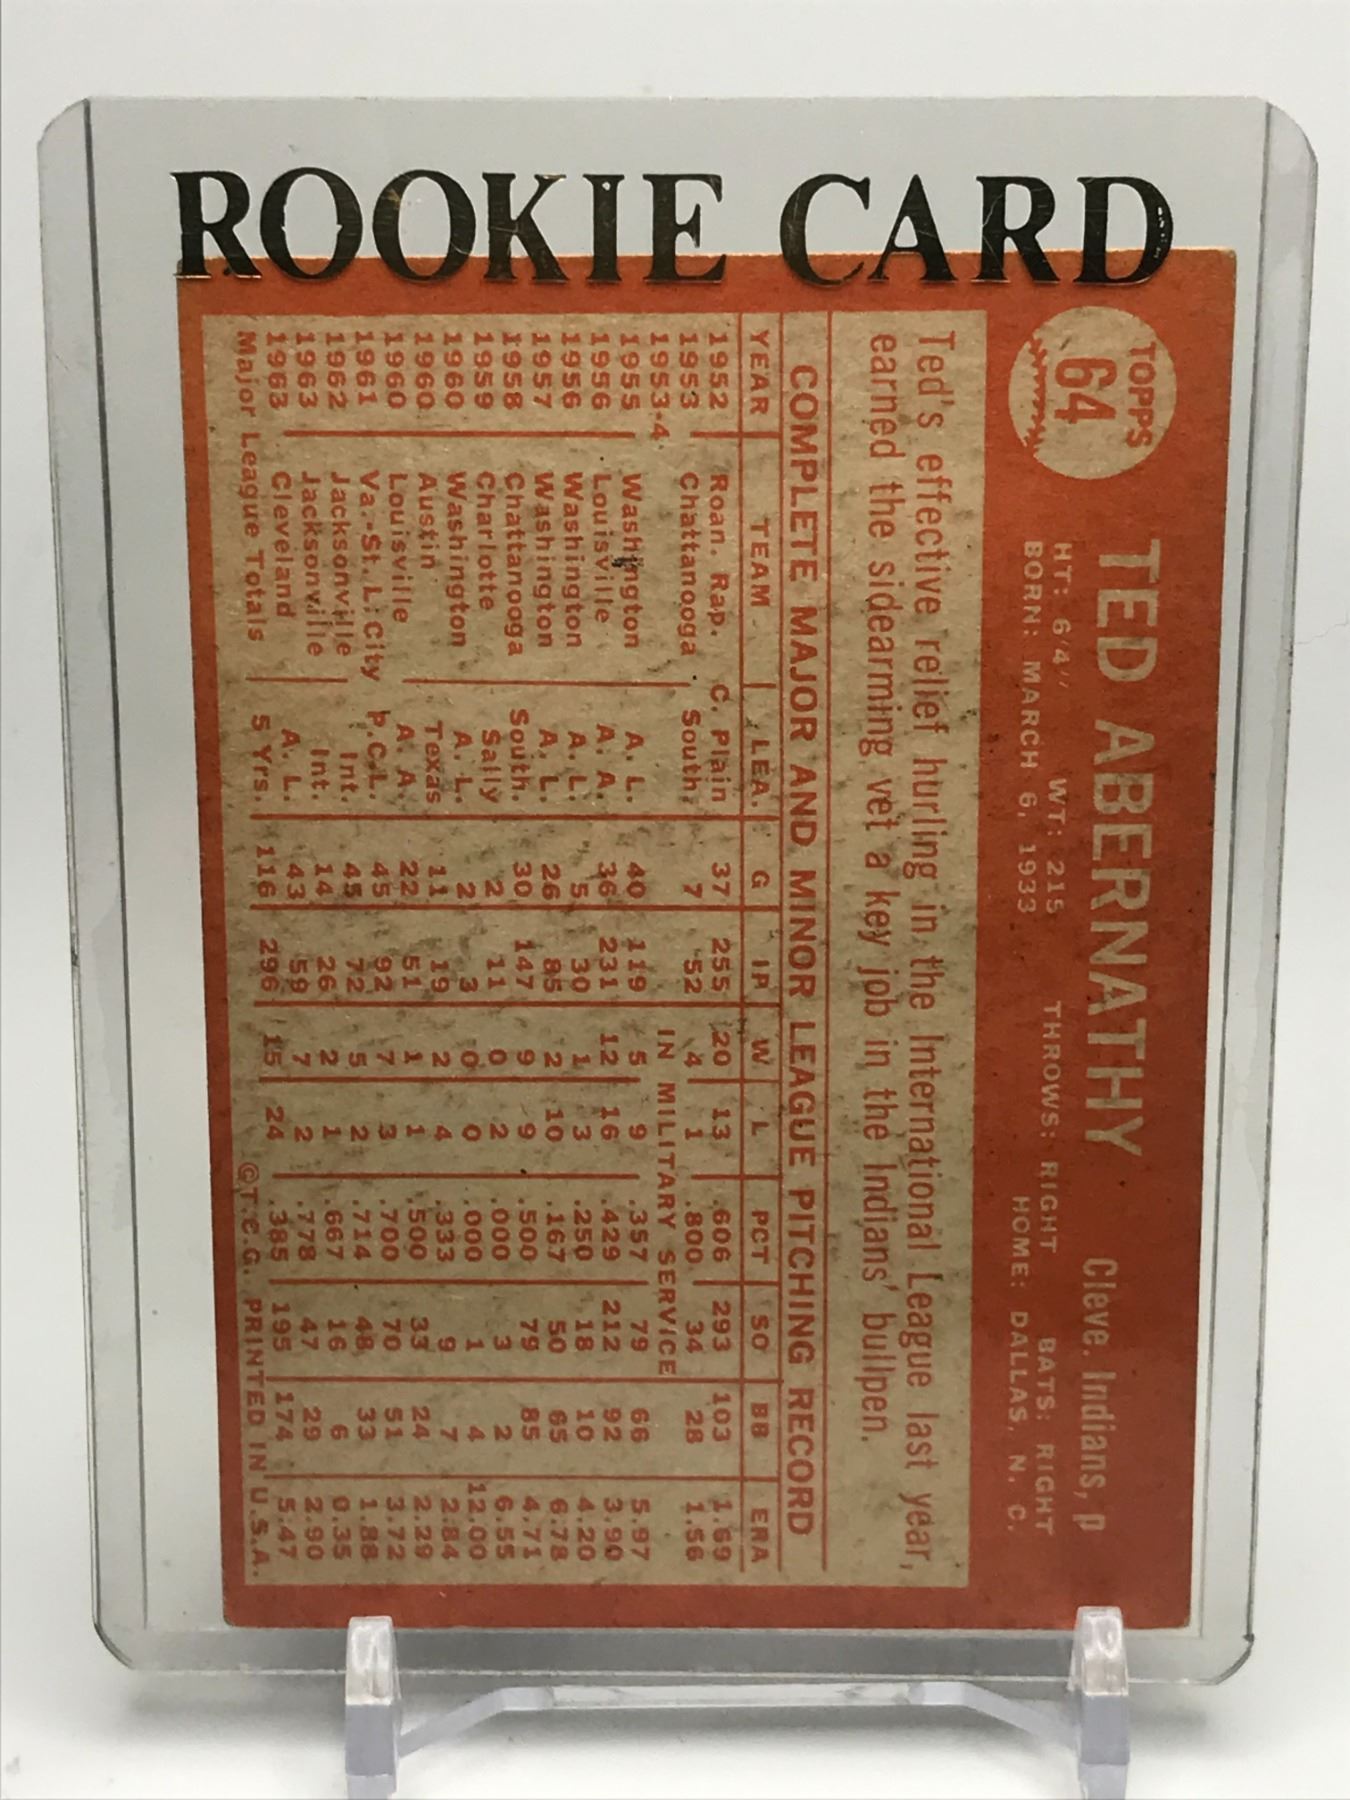 ROOKIE CARD
TOPPS
64
TED ABERNATHY Cleve. Indians, p
HT: 6'4" WT: 215 THROWS: RIGHT BATS: RIGHT
BORN: MARCH 6, 1933 HOME: DALLAS, N. C.
Ted's effective relief hurling in the International League last year,
earned the sidearming vet a key job in the Indians' bullpen.
COMPLETE MAJOR AND MINOR LEAGUE PITCHING RECORD
YEAR TEAM LEA. G IP W L PCT SO BB ERA
1952 Roan. Rap. C. Plain 37 255 20 13 .606 293 103 1.69
1953 Chattanooga South. 7 52 4 1 .800 34 28 1.56
1953-4 IN MILITARY SERVICE
1955 Washington A. L. 40 119 5 9 .357 79 66 5.97
1956 Louisville A. A. 36 231 12 16 .429 212 92 3.90
1956 Washington A. L. 5 30 1 3 .250 18 10 4.20
1957 Washington A. L. 26 85 2 10 .167 50 65 6.78
1958 Chattanooga South. 30 147 9 9 .500 79 85 4.71
1959 Charlotte Sally 2 11 0 2 .000 3 2 6.55
1960 Washington A. L. 2 3 0 0 .000 1 4 12.00
1960 Austin Texas 11 19 2 4 .333 9 7 2.84
1960 Louisville A. A. 22 51 1 1 .500 33 24 2.29
1961 Va.-St. L. City P.C.L. 45 92 7 3 .700 70 51 3.72
1962 Jacksonville Int. 45 72 5 2 .714 48 33 1.88
1963 Jacksonville Int. 14 26 2 1 .667 16 6 0.35
1963 Cleveland A. L. 43 59 7 2 .778 47 29 2.90
Major League Totals 5 Yrs. 116 296 15 24 .385 195 174 5.47
©T.C.G. PRINTED IN U.S.A.